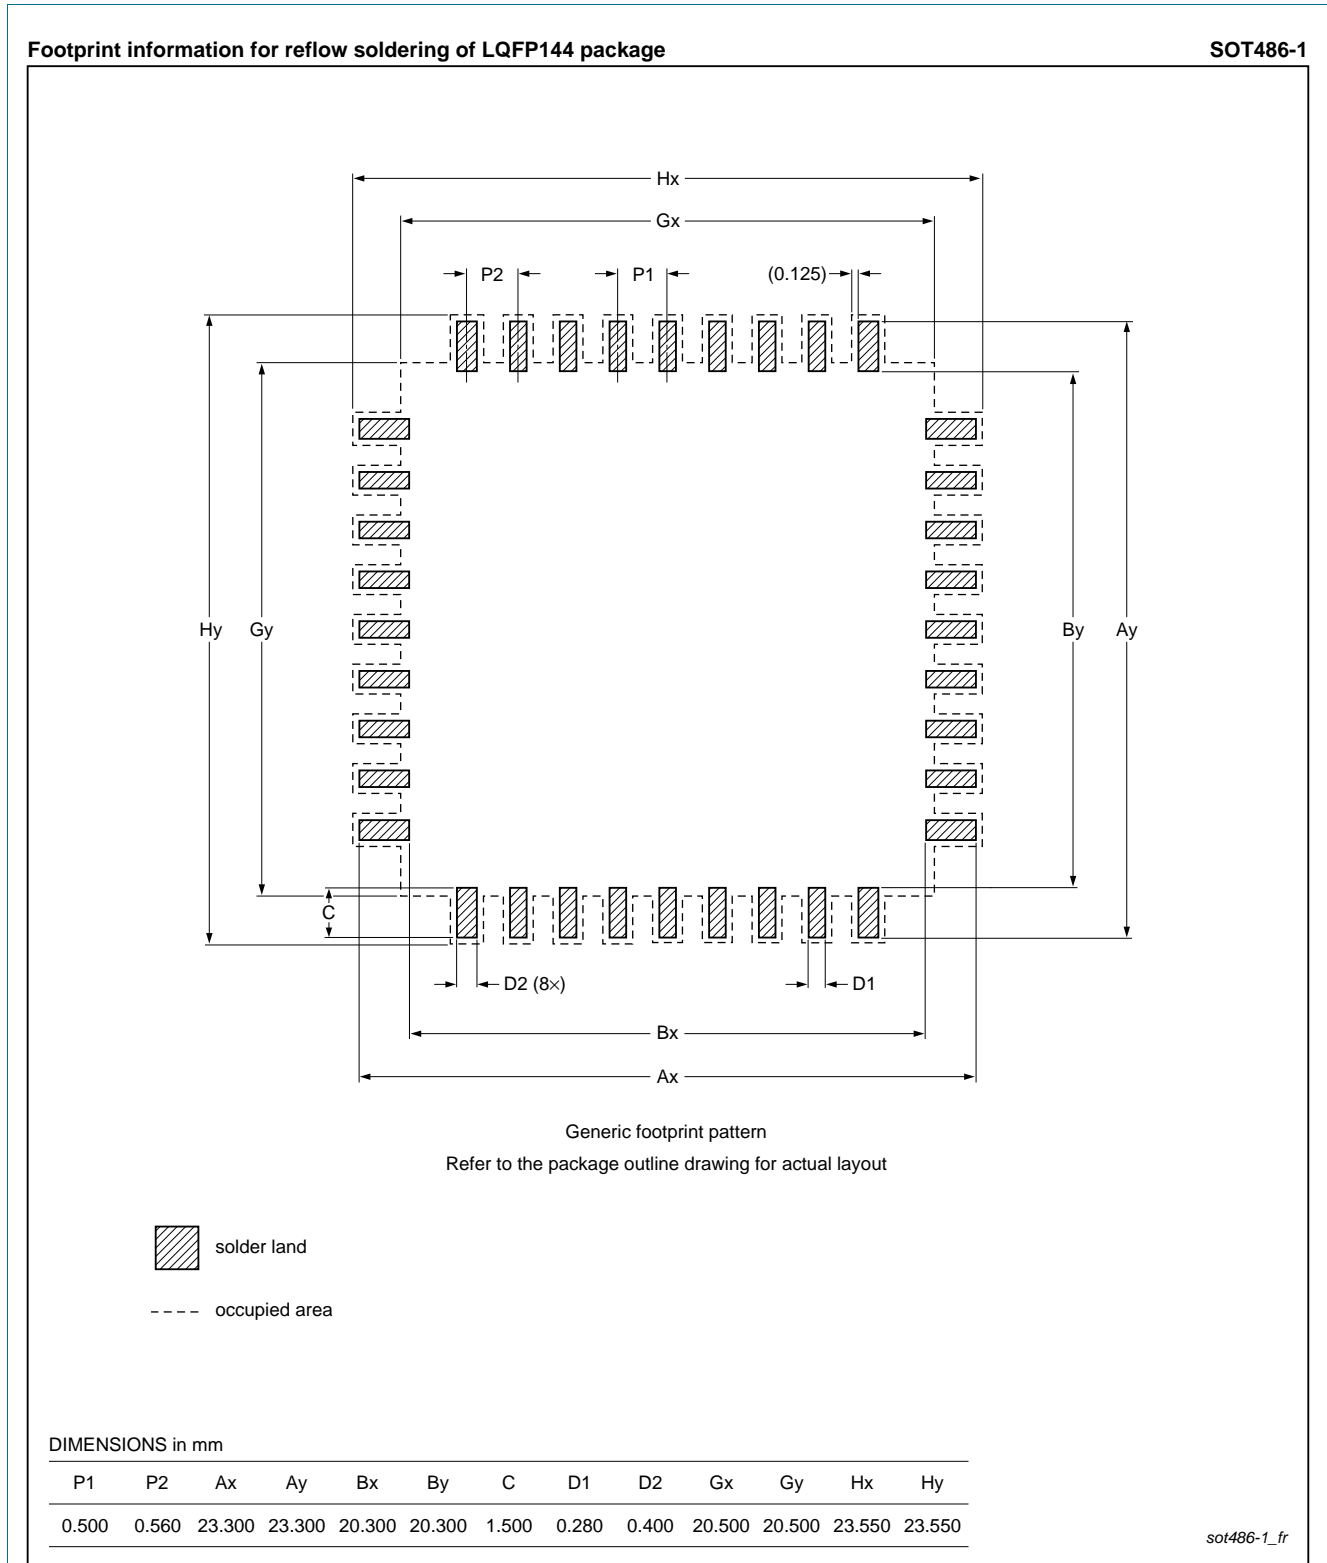 Footprint information for reflow soldering of LQFP144 package SOT486-1
Hx
Gx
P2 P1 (0.125)
Hy Gy By Ay
C
D2 (8×) D1
Bx
Ax
Generic footprint pattern
Refer to the package outline drawing for actual layout
solder land
occupied area
DIMENSIONS in mm
P1 P2 Ax Ay Bx By C D1 D2 Gx Gy Hx Hy
0.500 0.560 23.300 23.300 20.300 20.300 1.500 0.280 0.400 20.500 20.500 23.550 23.550
sot486-1_fr